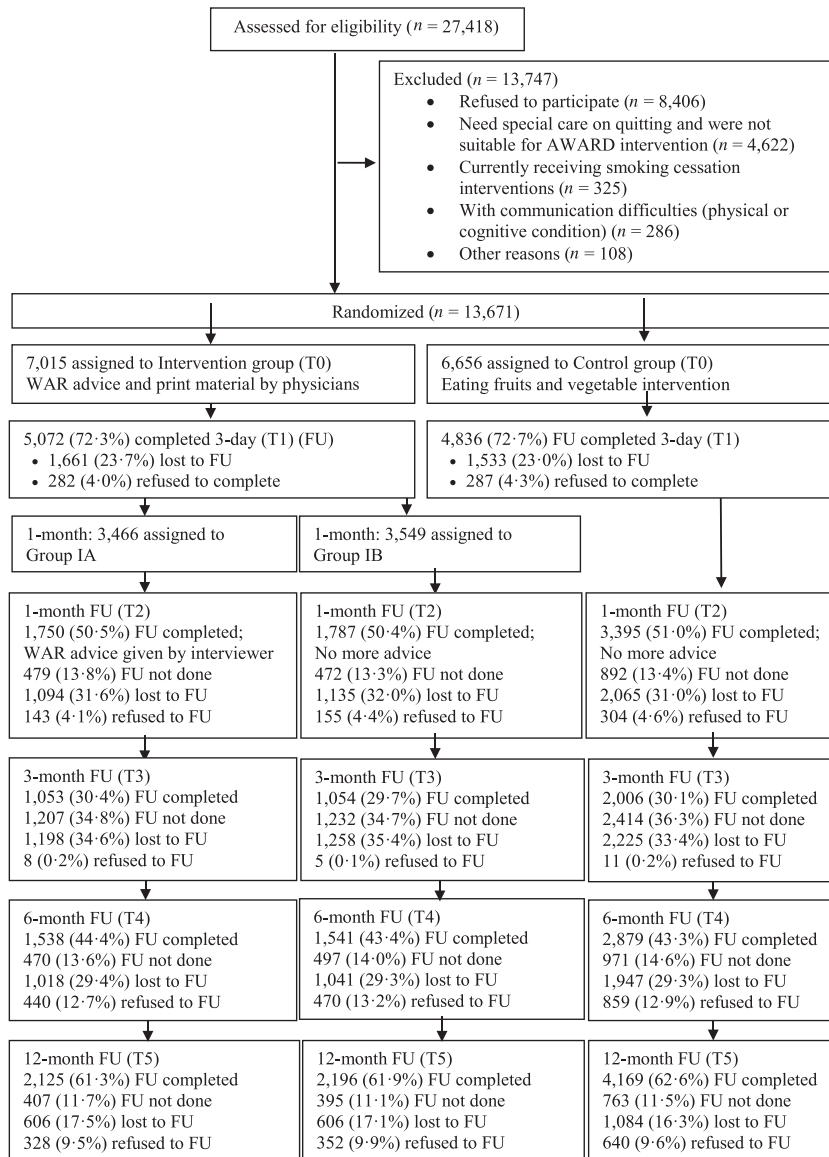 Assessed for eligibility (n = 27,418)
Excluded (n = 13,747)
• Refused to participate (n = 8,406)
• Need special care on quitting and were not
suitable for AWARD intervention (n = 4,622)
• Currently receiving smoking cessation
interventions (n = 325)
• With communication difficulties (physical or
cognitive condition) (n = 286)
• Other reasons (n = 108)
Randomized (n = 13,671)
7,015 assigned to Intervention group (T0)
WAR advice and print material by physicians
6,656 assigned to Control group (T0)
Eating fruits and vegetable intervention
5,072 (72·3%) completed 3-day (T1) (FU)
• 1,661 (23·7%) lost to FU
• 282 (4·0%) refused to complete
4,836 (72·7%) FU completed 3-day (T1)
• 1,533 (23·0%) lost to FU
• 287 (4·3%) refused to complete
1-month: 3,466 assigned to
Group IA
1-month: 3,549 assigned to
Group IB
1-month FU (T2)
1,750 (50·5%) FU completed;
WAR advice given by interviewer
479 (13·8%) FU not done
1,094 (31·6%) lost to FU
143 (4·1%) refused to FU
1-month FU (T2)
1,787 (50·4%) FU completed;
No more advice
472 (13·3%) FU not done
1,135 (32·0%) lost to FU
155 (4·4%) refused to FU
1-month FU (T2)
3,395 (51·0%) FU completed;
No more advice
892 (13·4%) FU not done
2,065 (31·0%) lost to FU
304 (4·6%) refused to FU
3-month FU (T3)
1,053 (30·4%) FU completed
1,207 (34·8%) FU not done
1,198 (34·6%) lost to FU
8 (0·2%) refused to FU
3-month FU (T3)
1,054 (29·7%) FU completed
1,232 (34·7%) FU not done
1,258 (35·4%) lost to FU
5 (0·1%) refused to FU
3-month FU (T3)
2,006 (30·1%) FU completed
2,414 (36·3%) FU not done
2,225 (33·4%) lost to FU
11 (0·2%) refused to FU
6-month FU (T4)
1,538 (44·4%) FU completed
470 (13·6%) FU not done
1,018 (29·4%) lost to FU
440 (12·7%) refused to FU
6-month FU (T4)
1,541 (43·4%) FU completed
497 (14·0%) FU not done
1,041 (29·3%) lost to FU
470 (13·2%) refused to FU
6-month FU (T4)
2,879 (43·3%) FU completed
971 (14·6%) FU not done
1,947 (29·3%) lost to FU
859 (12·9%) refused to FU
12-month FU (T5)
2,125 (61·3%) FU completed
407 (11·7%) FU not done
606 (17·5%) lost to FU
328 (9·5%) refused to FU
12-month FU (T5)
2,196 (61·9%) FU completed
395 (11·1%) FU not done
606 (17·1%) lost to FU
352 (9·9%) refused to FU
12-month FU (T5)
4,169 (62·6%) FU completed
763 (11·5%) FU not done
1,084 (16·3%) lost to FU
640 (9·6%) refused to FU